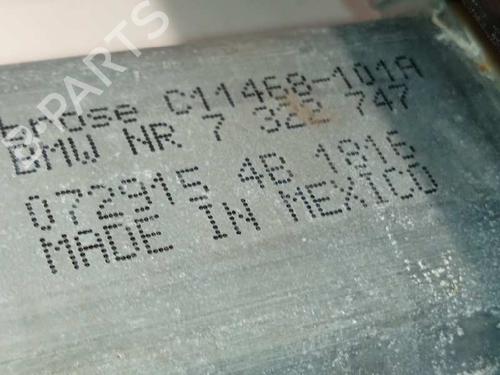 brose C11468-101A
BMW NR 7 322 747
072915 4B 1816
MADE IN MEXICO
B-PARTS